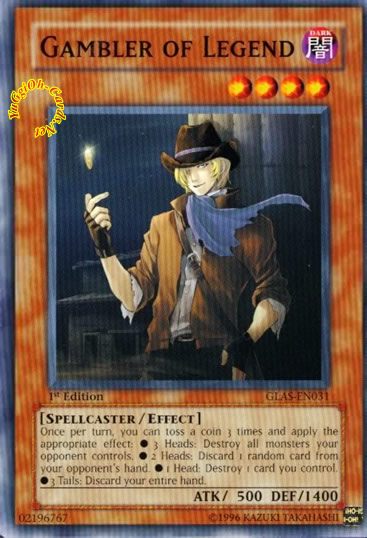 GAMBLER OF LEGEND
DARK
闇
YuGgiOh-Cards.Net
1st Edition
GLAS-EN031
[SPELLCASTER / EFFECT]
Once per turn, you can toss a coin 3 times and apply the
appropriate effect: ● 3 Heads: Destroy all monsters your
opponent controls. ● 2 Heads: Discard 1 random card from
your opponent's hand. ● 1 Head: Destroy 1 card you control.
● 3 Tails: Discard your entire hand.
ATK/ 500 DEF/1400
02196767
©1996 KAZUKI TAKAHASHI